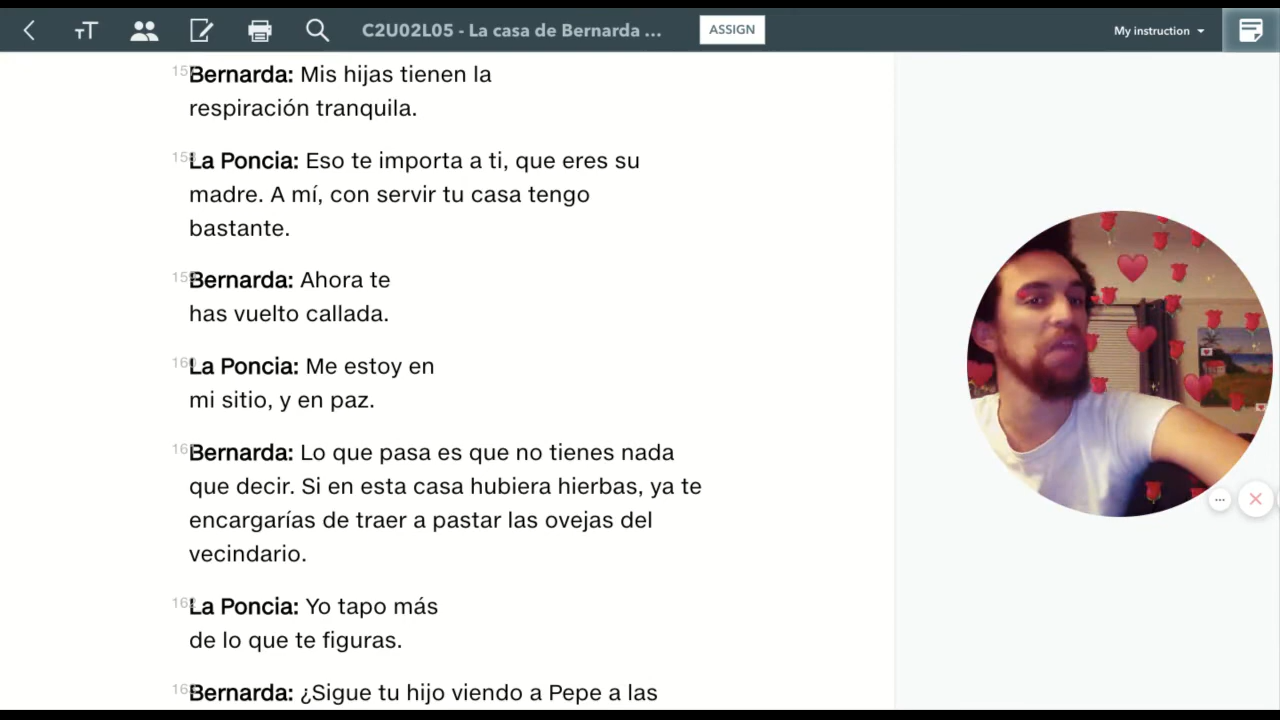 C2U02L05 - La casa de Bernarda ...
ASSIGN
My instruction
Bernarda: Mis hijas tienen la
respiración tranquila.
158
La Poncia: Eso te importa a ti, que eres su
madre. A mí, con servir tu casa tengo
bastante.
159
Bernarda: Ahora te
has vuelto callada.
La Poncia: Me estoy en
mi sitio, y en paz.
Bernarda: Lo que pasa es que no tienes nada
que decir. Si en esta casa hubiera hierbas, ya te
encargarías de traer a pastar las ovejas del
vecindario.
162
La Poncia: Yo tapo más
de lo que te figuras.
Bernarda: ¿Sigue tu hijo viendo a Pepe a las